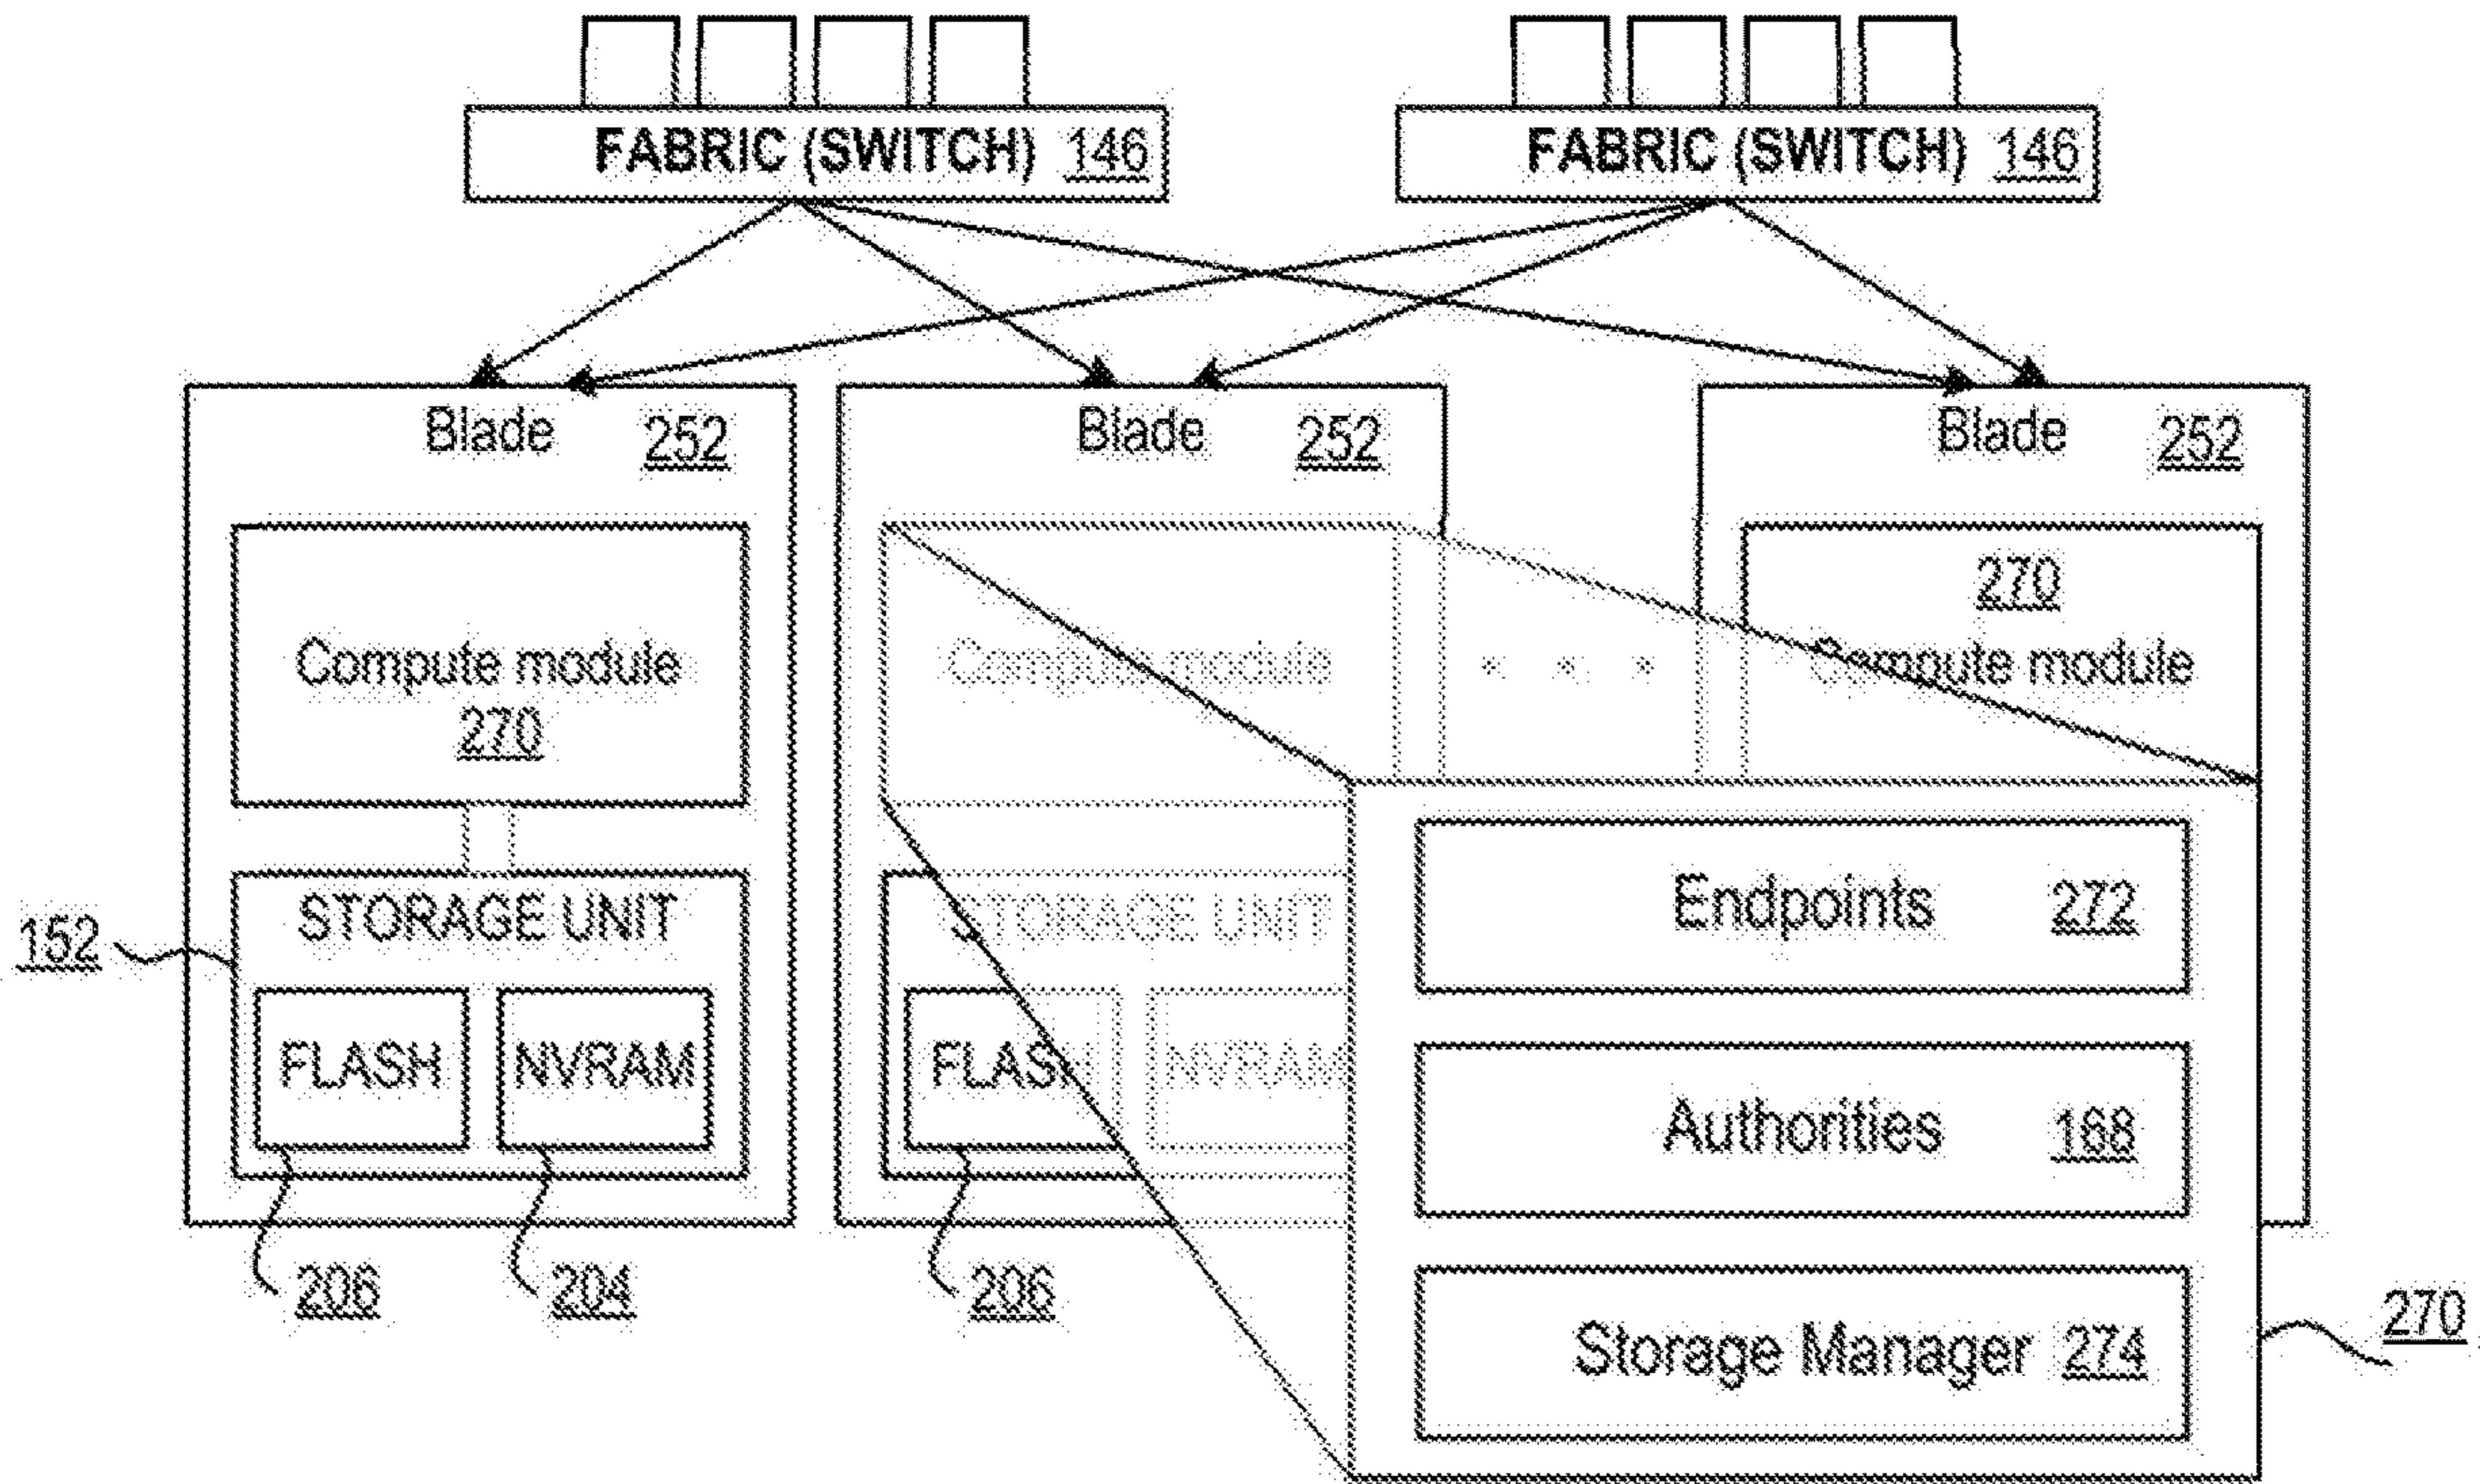 FABRIC (SWITCH) 146
FABRIC (SWITCH) 146
Blade 252
Blade 252
Blade 252
Compute module
270
Compute module
. . .
270
Compute module
152
STORAGE UNIT
FLASH
NVRAM
206
204
STORAGE UNIT
FLASH
NVRAM
206
Endpoints 272
Authorities 168
Storage Manager 274
270